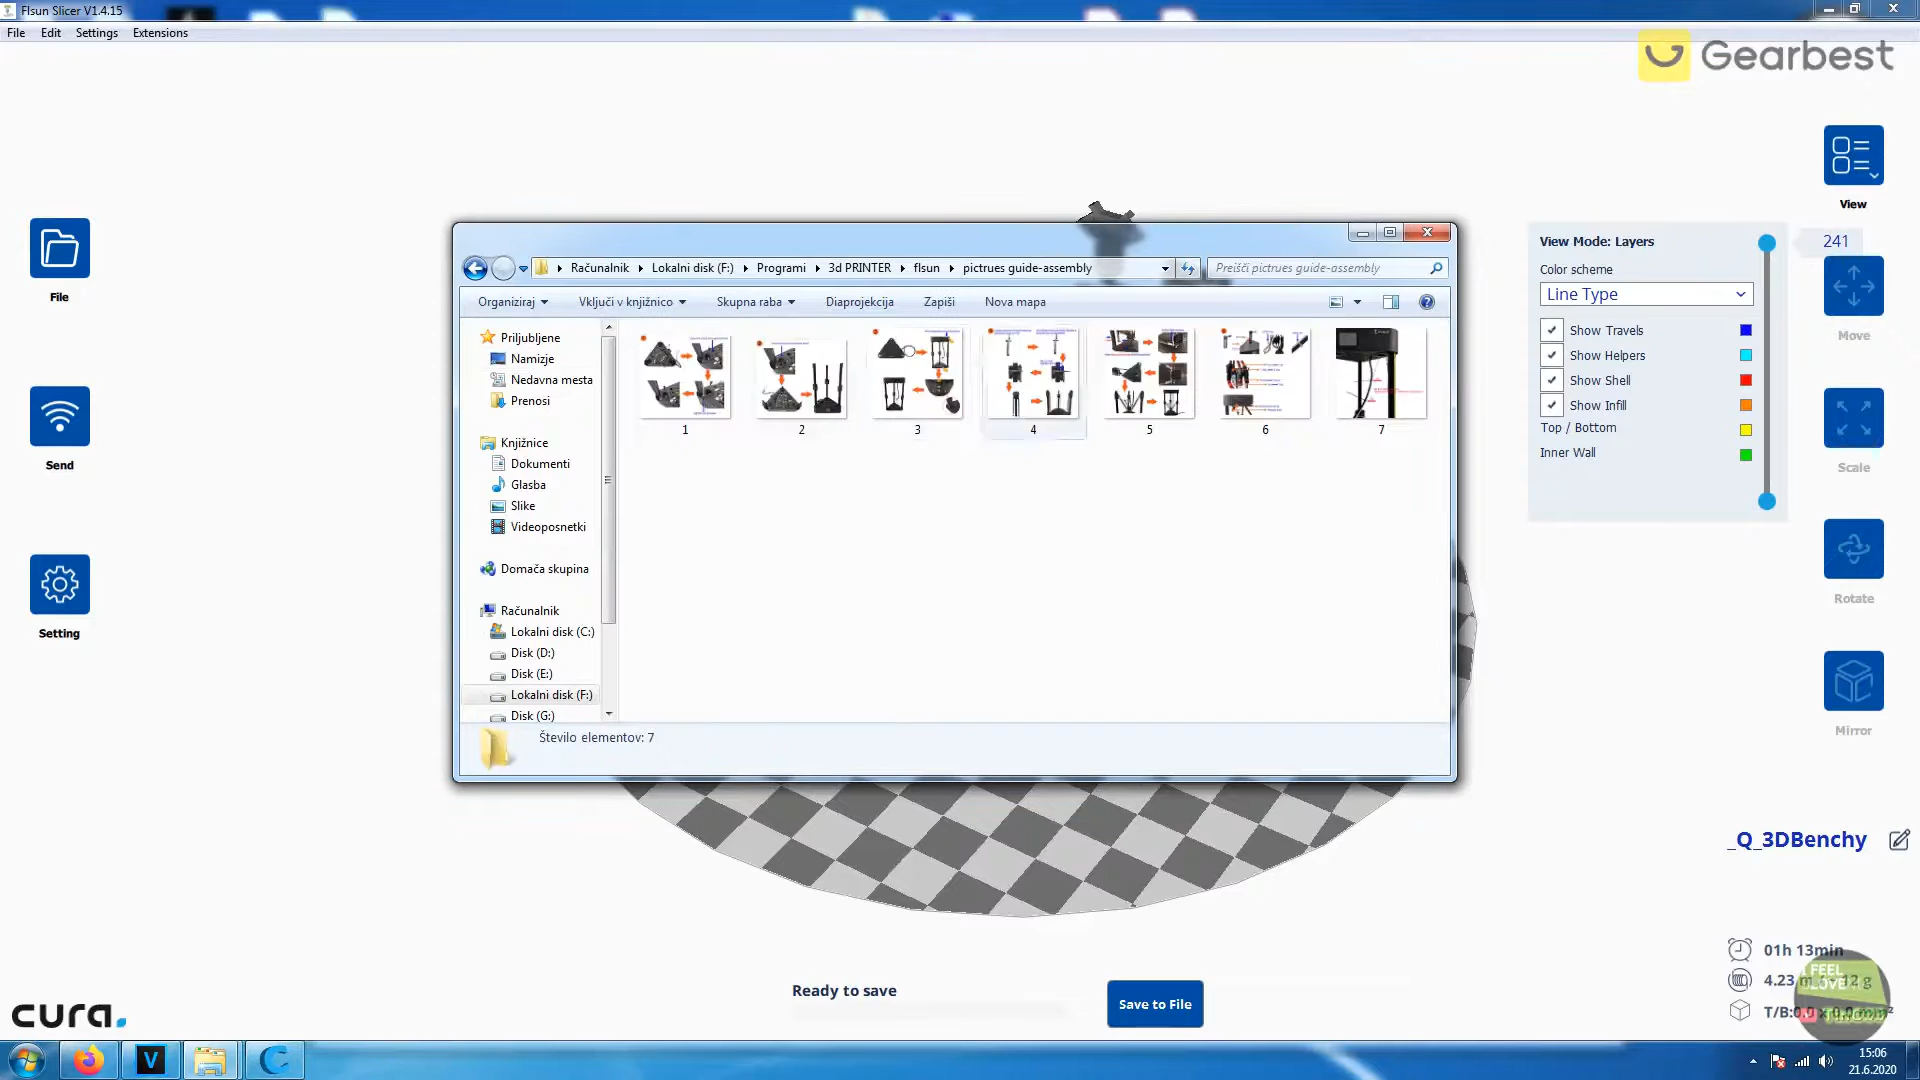 Flsun Slicer V1.4.15
File Edit Settings Extensions
Gearbest
View
File
Send
Setting
Računalnik Lokalni disk (F:) Programi 3d PRINTER flsun pictrues guide-assembly
Preišči pictrues guide-assembly
Organiziraj Vključi v knjižnico Skupna raba Diaprojekcija Zapiši Nova mapa
Priljubljene
Namizje
Nedavna mesta
Prenosi
Knjižnice
Dokumenti
Glasba
Slike
Videoposnetki
Domača skupina
Računalnik
Lokalni disk (C:)
Disk (D:)
Disk (E:)
Lokalni disk (F:)
Disk (G:)
1 2 3 4 5 6 7
Število elementov: 7
View Mode: Layers
241
Color scheme
Line Type
Show Travels
Show Helpers
Show Shell
Show Infill
Top / Bottom
Inner Wall
Move
Scale
Rotate
Mirror
_Q_3DBenchy
01h 13min
4.23 m
12 g
T/B:
Ready to save
Save to File
cura.
I FEEL
V
15:06
21.6.2020